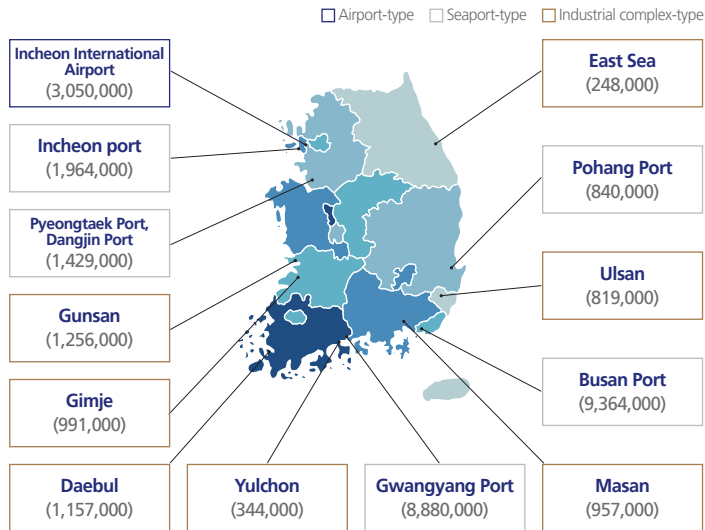 Airport-type Seaport-type Industrial complex-type
Incheon International
Airport
(3,050,000)
Incheon port
(1,964,000)
Pyeongtaek Port,
Dangjin Port
(1,429,000)
Gunsan
(1,256,000)
Gimje
(991,000)
Daebul
(1,157,000)
Yulchon
(344,000)
Gwangyang Port
(8,880,000)
Masan
(957,000)
East Sea
(248,000)
Pohang Port
(840,000)
Ulsan
(819,000)
Busan Port
(9,364,000)